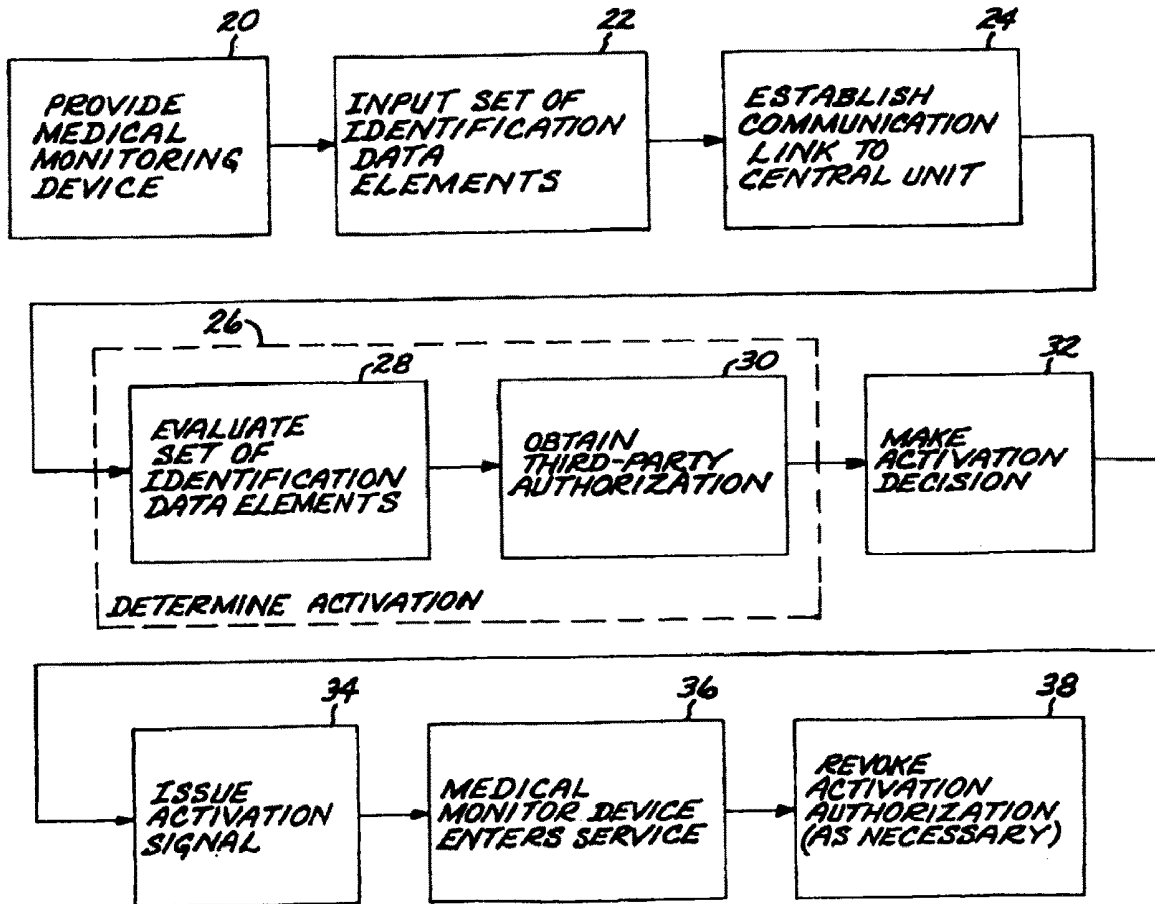 20
PROVIDE
MEDICAL
MONITORING
DEVICE
22
INPUT SET OF
IDENTIFICATION
DATA
ELEMENTS
24
ESTABLISH
COMMUNICATION
LINK TO
CENTRAL UNIT
26
28
EVALUATE
SET OF
IDENTIFICATION
DATA ELEMENTS
30
OBTAIN
THIRD-PARTY
AUTHORIZATION
DETERMINE ACTIVATION
32
MAKE
ACTIVATION
DECISION
34
ISSUE
ACTIVATION
SIGNAL
36
MEDICAL
MONITOR DEVICE
ENTERS SERVICE
38
REVOKE
ACTIVATION
AUTHORIZATION
(AS NECESSARY)